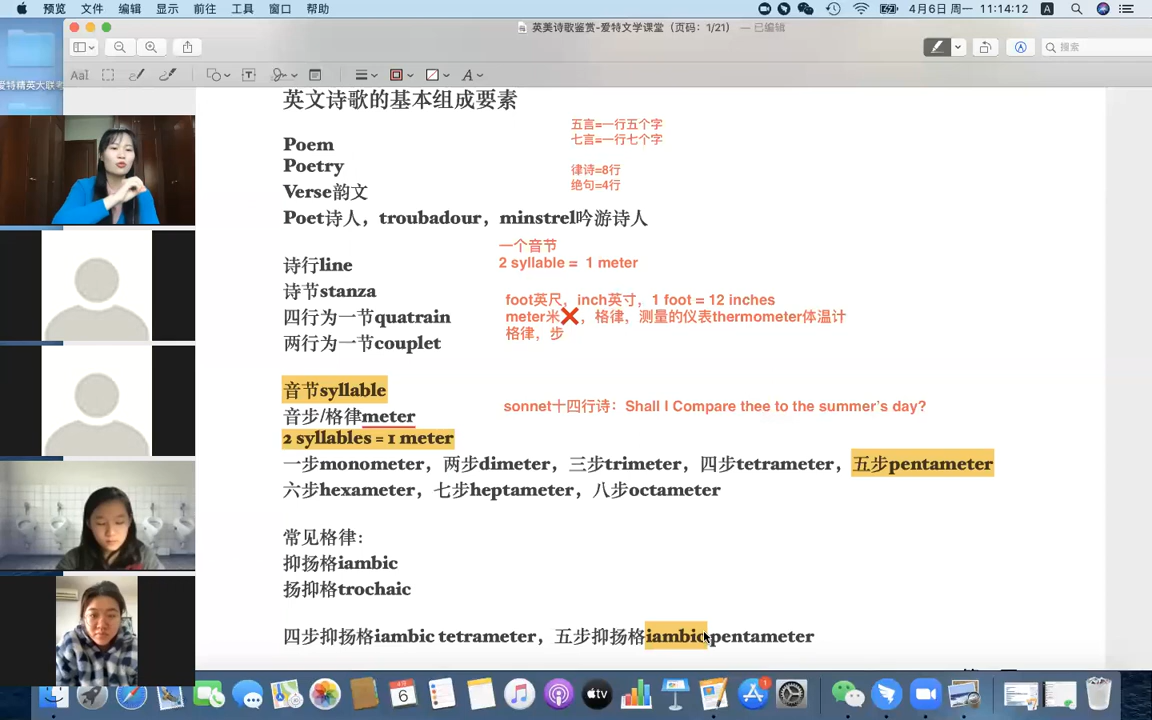 预览 文件 编辑 显示 前往 工具 窗口 帮助
4月6日 周一 11:14:12
英美诗歌鉴赏-爱特文学课堂（页码：1/21） — 已编辑
搜索
爱特精英大联考
英文诗歌的基本组成要素
五言=一行五个字
七言=一行七个字
Poem
Poetry
律诗=8行
绝句=4行
Verse韵文
Poet诗人，troubadour，minstrel吟游诗人
一个音节
2 syllable = 1 meter
诗行line
诗节stanza
foot英尺，inch英寸，1 foot = 12 inches
meter米❌，格律，测量的仪表thermometer体温计
格律，步
四行为一节quatrain
两行为一节couplet
音节syllable
sonnet十四行诗：Shall I Compare thee to the summer's day?
音步/格律meter
2 syllables = 1 meter
一步monometer，两步dimeter，三步trimeter，四步tetrameter，五步pentameter
六步hexameter，七步heptameter，八步octameter
常见格律：
抑扬格iambic
扬抑格trochaic
四步抑扬格iambic tetrameter，五步抑扬格iambic pentameter